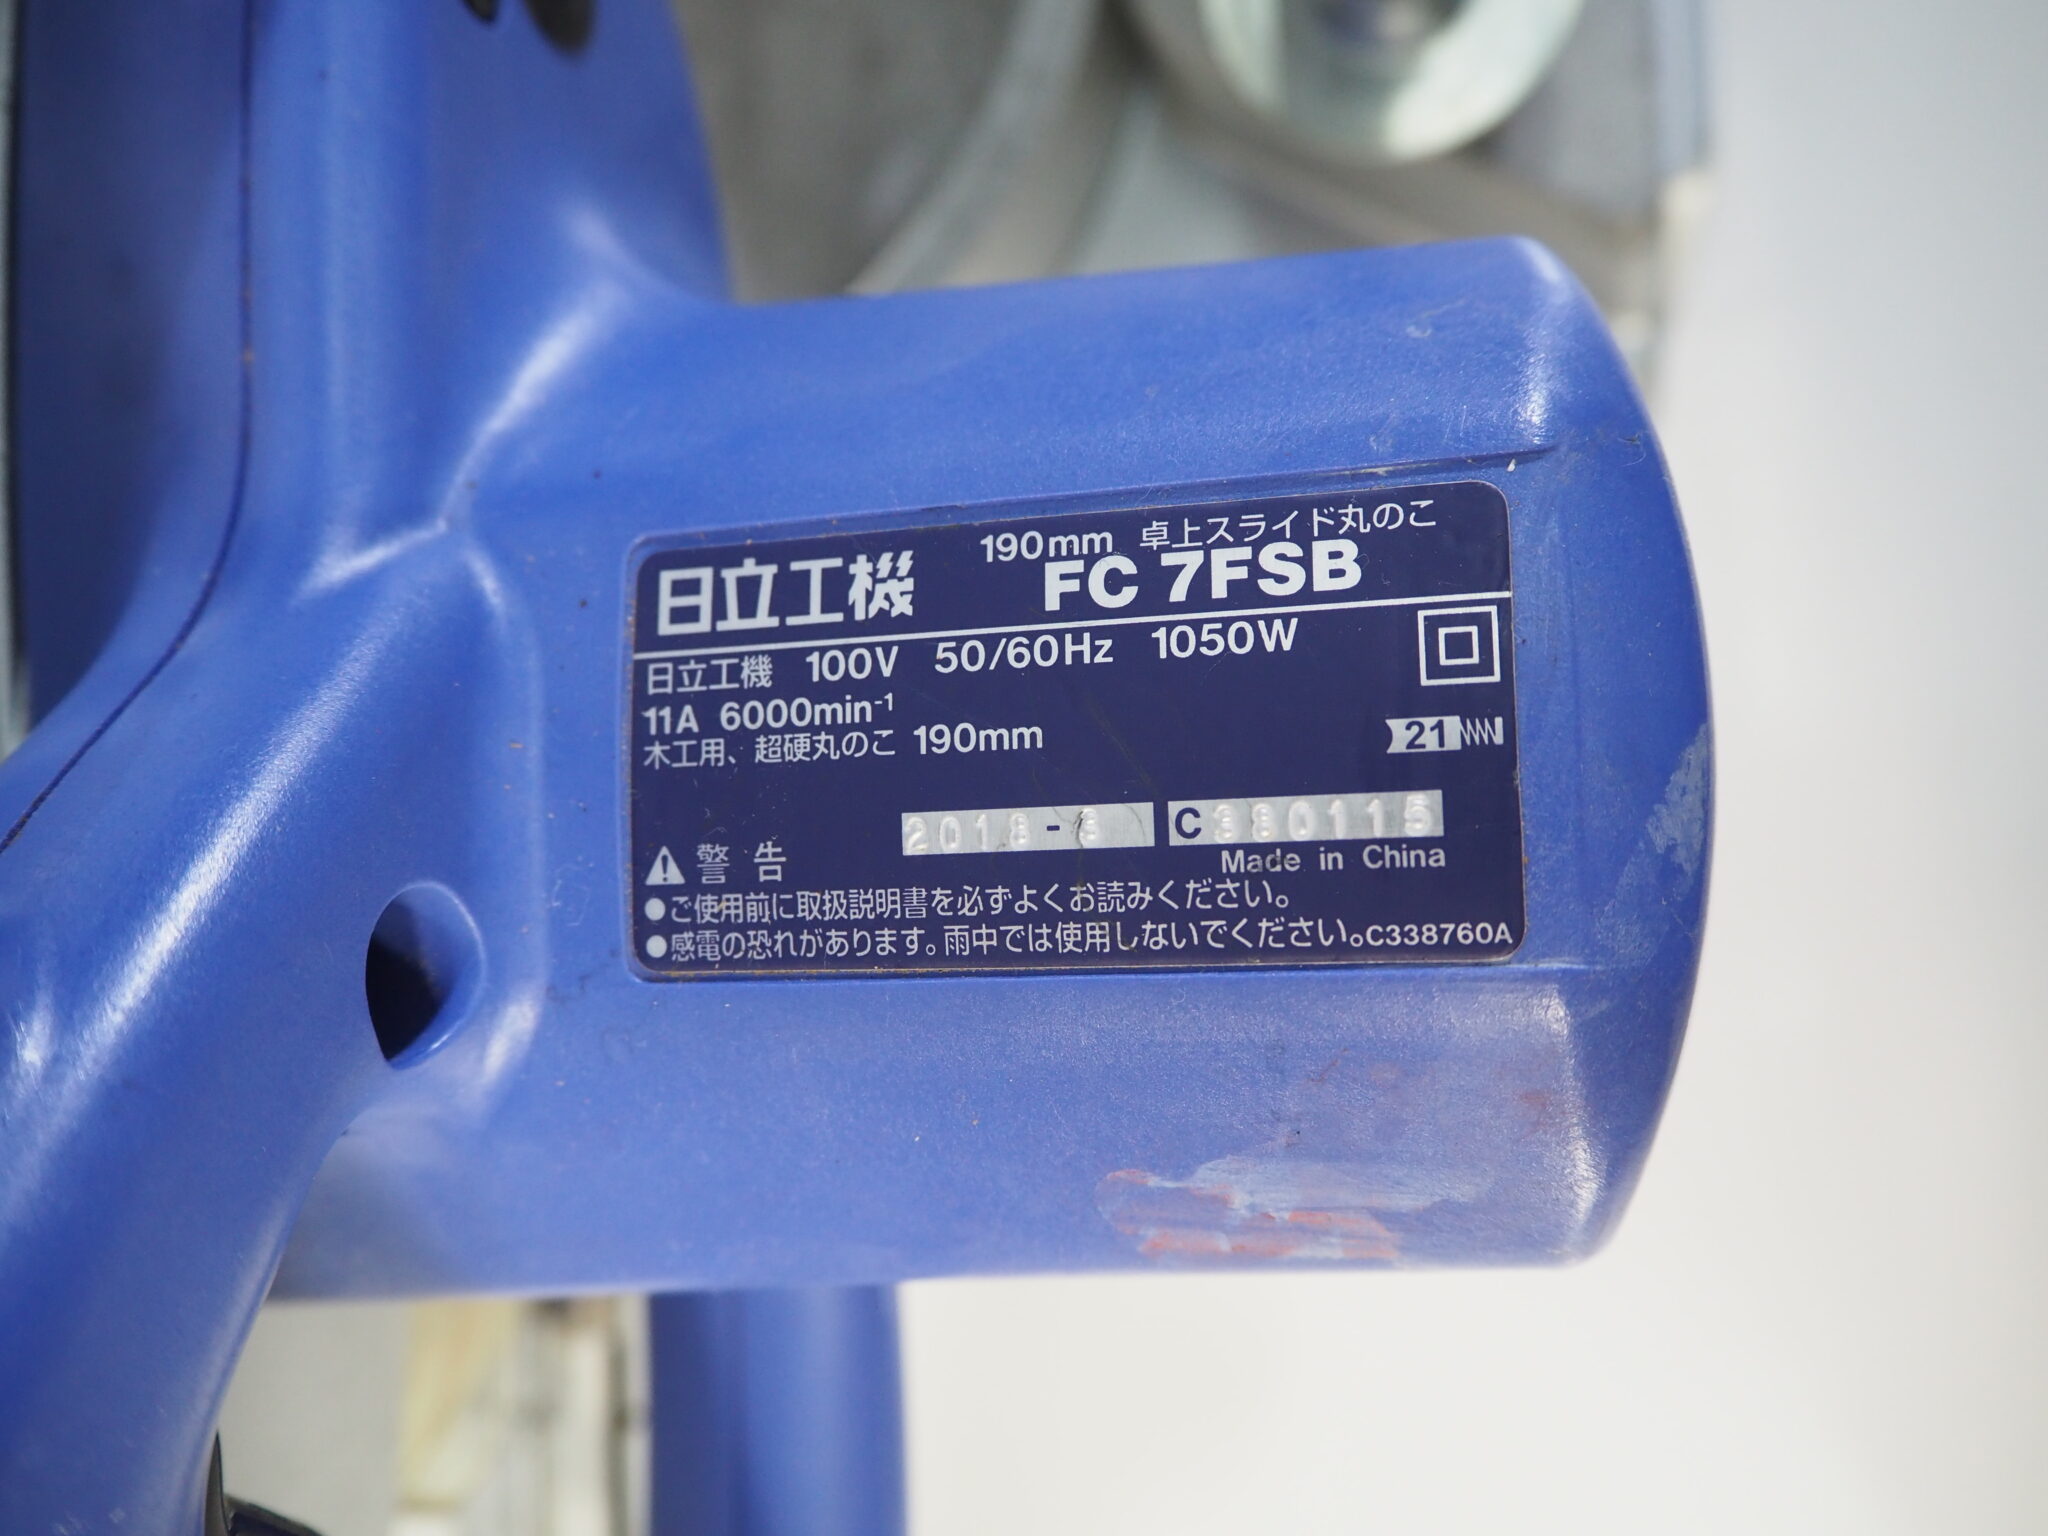 190mm 卓上スライド丸のこ
日立工機 FC 7FSB
日立工機 100V 50/60Hz 1050W
11A 6000min⁻¹
木工用、超硬丸のこ 190mm
21
2018-3 C 380115
Made in China
警告
●ご使用前に取扱説明書を必ずよくお読みください。
●感電の恐れがあります。雨中では使用しないでください。C338760A